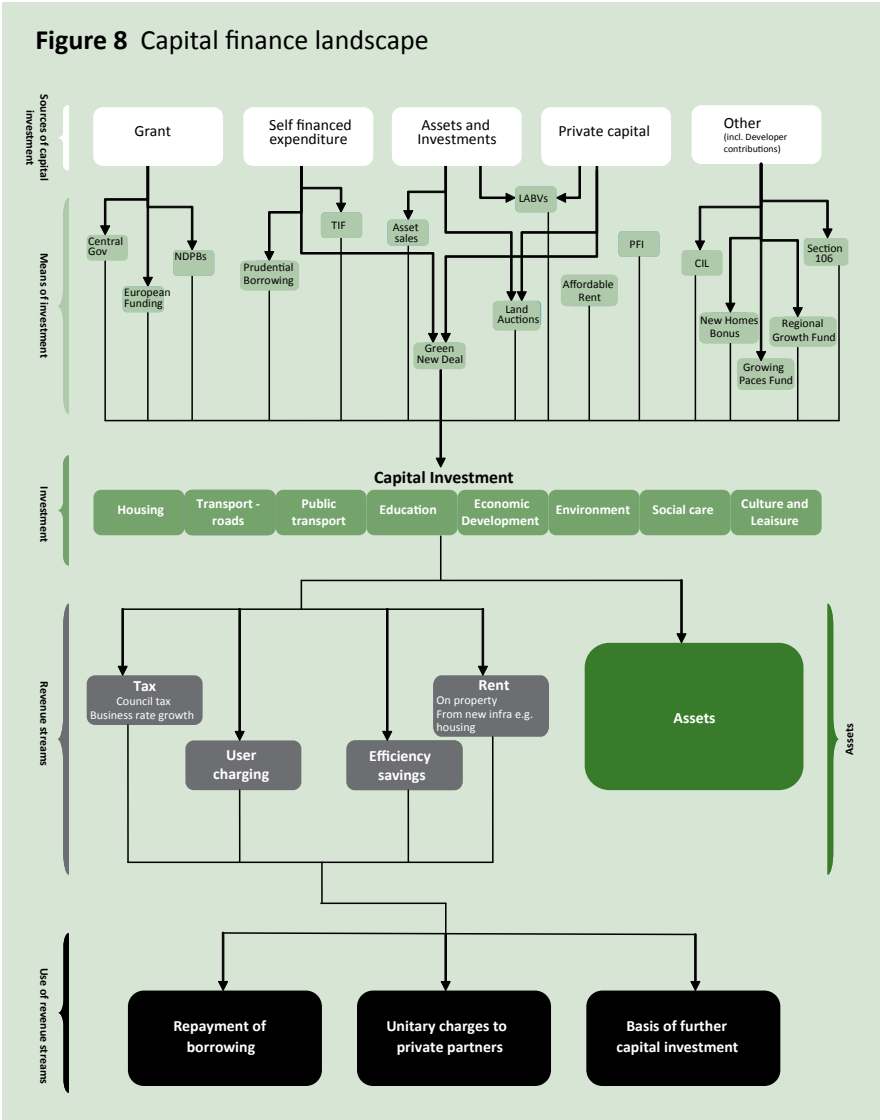 Figure 8 Capital finance landscape
Sources of capital
investment
Grant
Self financed
expenditure
Assets and
Investments
Private capital
Other
(incl. Developer
contributions)
Means of investment
Central
Gov
European
Funding
NDPBs
Prudential
Borrowing
TIF
Asset
sales
Green
New Deal
LABVs
Land
Auctions
Affordable
Rent
PFI
CIL
New Homes
Bonus
Growing
Paces Fund
Regional
Growth Fund
Section
106
Investment
Capital Investment
Housing
Transport -
roads
Public
transport
Education
Economic
Development
Environment
Social care
Culture and
Leaisure
Revenue streams
Tax
Council tax
Business rate growth
User
charging
Efficiency
savings
Rent
On property
From new infra e.g.
housing
Assets
Assets
Use of revenue streams
Repayment of
borrowing
Unitary charges to
private partners
Basis of further
capital investment